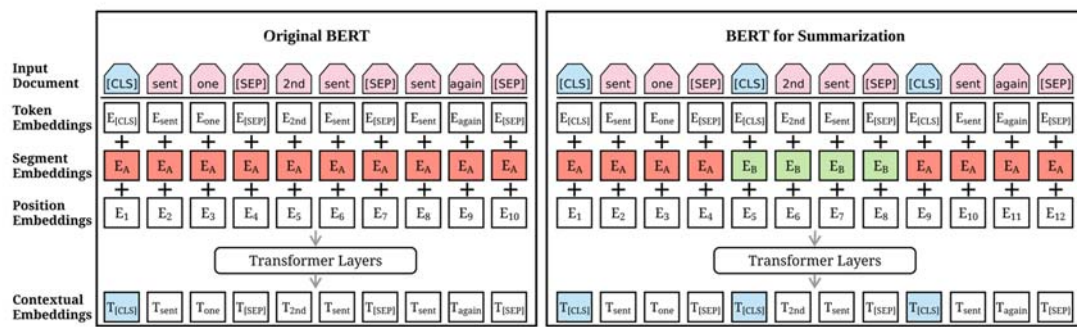 Original BERT
BERT for Summarization
Input Document [CLS] sent one [SEP] 2nd sent [SEP] sent again [SEP] [CLS] sent one [SEP] [CLS] 2nd sent [SEP] [CLS] sent again [SEP]
Token Embeddings E[CLS] Esent Eone E[SEP] E2nd Esent E[SEP] Esent Eagain E[SEP] E[CLS] Esent Eone E[SEP] E[CLS] E2nd Esent E[SEP] E[CLS] Esent Eagain E[SEP]
+ + + + + + + + + + + + + + + + + + + + + +
Segment Embeddings EA EA EA EA EA EA EA EA EA EA EA EA EA EA EB EB EB EB EA EA EA EA
+ + + + + + + + + + + + + + + + + + + + + +
Position Embeddings E1 E2 E3 E4 E5 E6 E7 E8 E9 E10 E1 E2 E3 E4 E5 E6 E7 E8 E9 E10 E11 E12
Transformer Layers
Transformer Layers
Contextual Embeddings T[CLS] Tsent Tone T[SEP] T2nd Tsent T[SEP] Tsent Tagain T[SEP] T[CLS] Tsent Tone T[SEP] T[CLS] T2nd Tsent T[SEP] T[CLS] Tsent Tagain T[SEP]